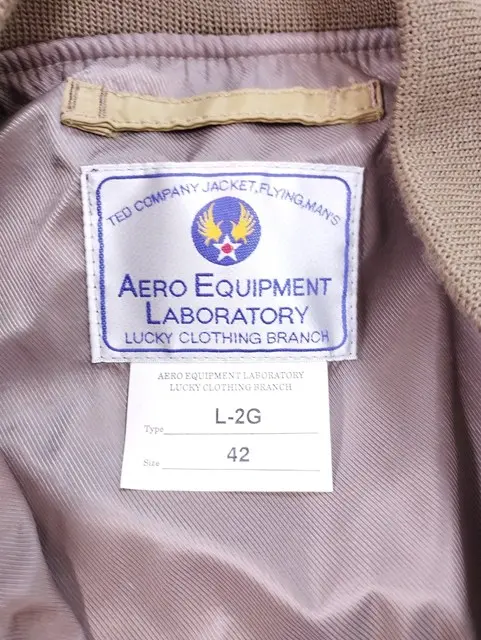 TED COMPANY JACKET, FLYING, MAN'S
AERO EQUIPMENT
LABORATORY
LUCKY CLOTHING BRANCH
AERO EQUIPMENT LABORATORY
LUCKY CLOTHING BRANCH
Type L-2G
Size 42